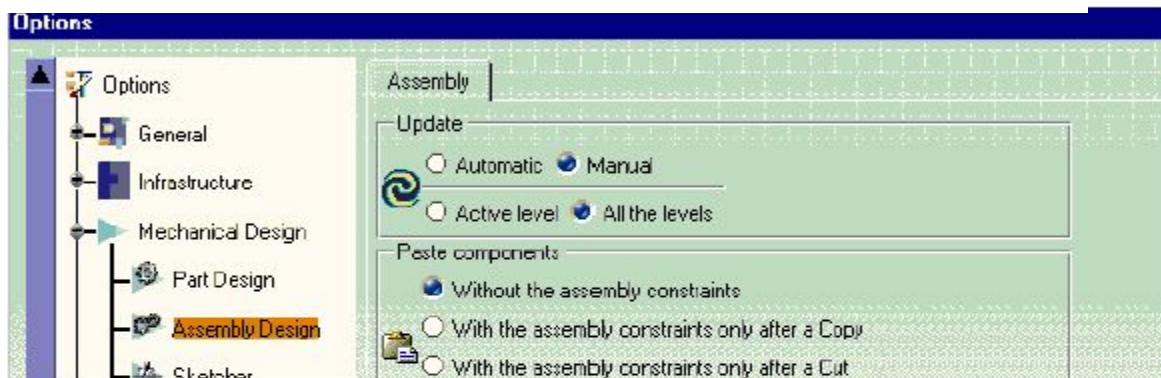 Options
Options
General
Infrastructure
Mechanical Design
Part Design
Assembly Design
Sketcher
Assembly
Update
Automatic Manual
Active level All the levels
Paste components
Without the assembly constraints
With the assembly constraints only after a Copy
With the assembly constraints only after a Cut